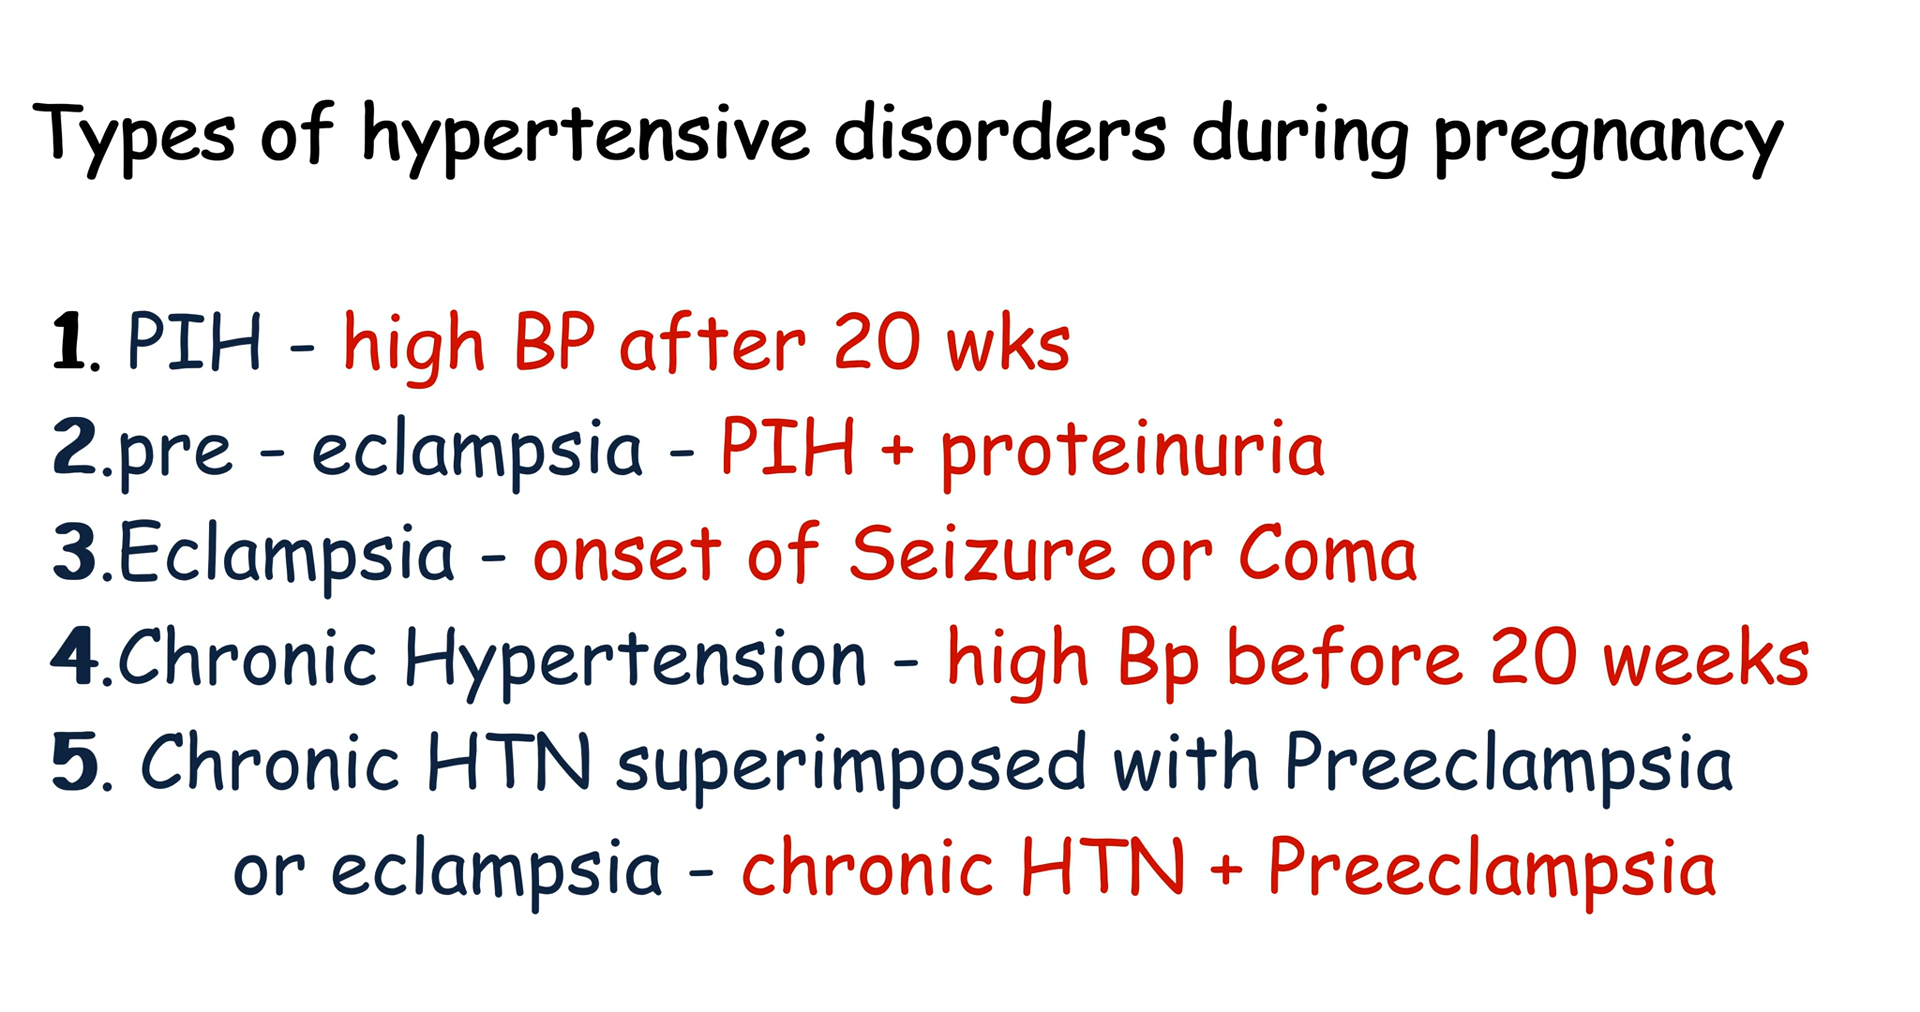 Types of hypertensive disorders during pregnancy
1. PIH - high BP after 20 wks
2.pre - eclampsia - PIH + proteinuria
3.Eclampsia - onset of Seizure or Coma
4.Chronic Hypertension - high Bp before 20 weeks
5. Chronic HTN superimposed with Preeclampsia
or eclampsia - chronic HTN + Preeclampsia